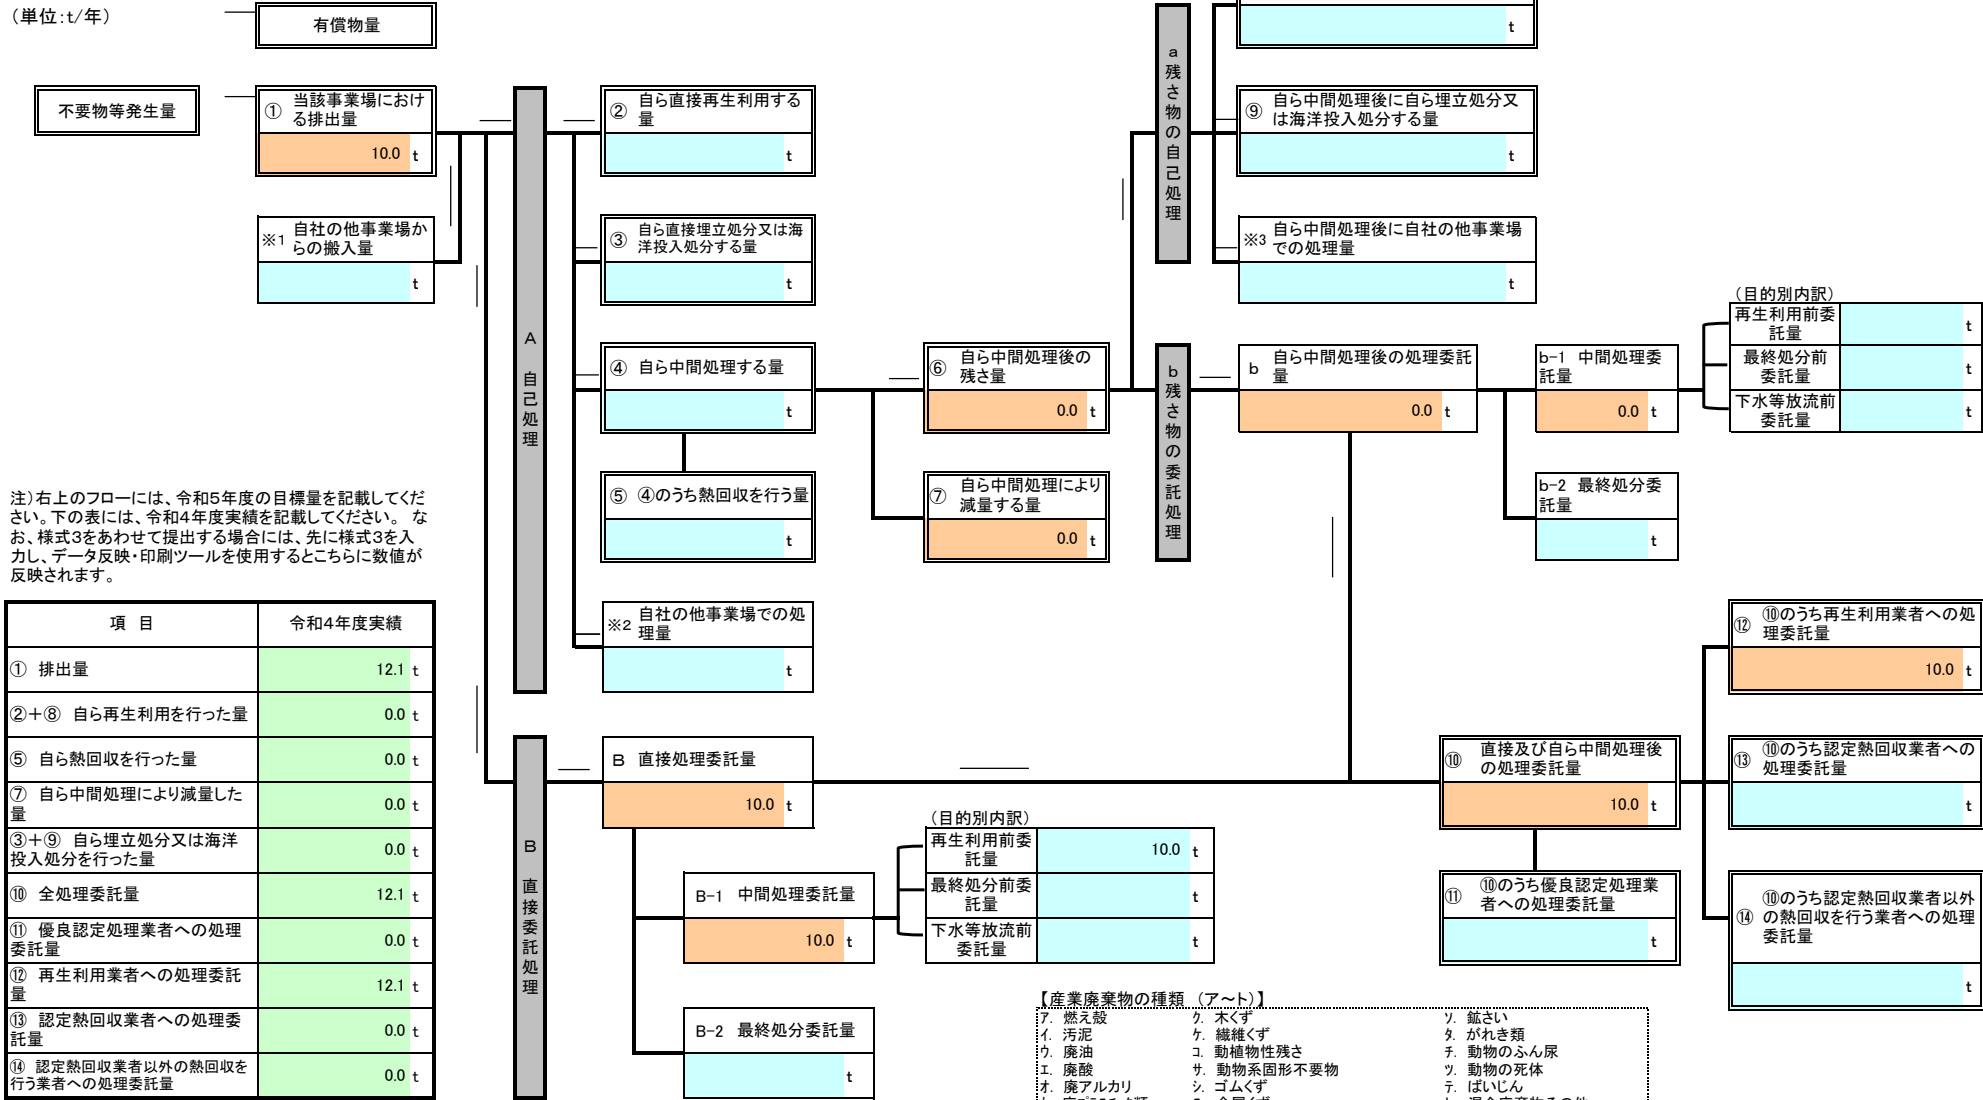 （単位:t/年）
有償物量
t
不要物等発生量
① 当該事業場におけ
る排出量
10.0 t
※1 自社の他事業場か
らの搬入量
t
A 自己処理
② 自ら直接再生利用する
量
t
③ 自ら直接埋立処分又は海
洋投入処分する量
t
④ 自ら中間処理する量
t
⑤ ④のうち熱回収を行う量
t
※2 自社の他事業場での処
理量
t
⑥ 自ら中間処理後の
残さ量
0.0 t
⑦ 自ら中間処理により
減量する量
0.0 t
a 残さ物の自己処理
⑨ 自ら中間処理後に自ら埋立処分又
は海洋投入処分する量
t
※3 自ら中間処理後に自社の他事業場
での処理量
t
b 残さ物の委託処理
b 自ら中間処理後の処理委託
量
0.0 t
b-1 中間処理委
託量
0.0 t
（目的別内訳）
再生利用前委
託量
t
最終処分前
委託量
t
下水等放流前
委託量
t
b-2 最終処分委
託量
t
注）右上のフローには、令和５年度の目標量を記載してくだ
さい。下の表には、令和４年度実績を記載してください。 な
お、様式３をあわせて提出する場合には、先に様式３を入
力し、データ反映・印刷ツールを使用するとこちらに数値が
反映されます。
項 目 令和４年度実績
① 排出量 12.1 t
②＋⑧ 自ら再生利用を行った量 0.0 t
⑤ 自ら熱回収を行った量 0.0 t
⑦ 自ら中間処理により減量した
量 0.0 t
③＋⑨ 自ら埋立処分又は海洋
投入処分を行った量 0.0 t
⑩ 全処理委託量 12.1 t
⑪ 優良認定処理業者への処理
委託量 0.0 t
⑫ 再生利用業者への処理委託
量 12.1 t
⑬ 認定熱回収業者への処理委
託量 0.0 t
⑭ 認定熱回収業者以外の熱回収を
行う業者への処理委託量 0.0 t
B 直接委託処理
B 直接処理委託量
10.0 t
B-1 中間処理委託量
10.0 t
（目的別内訳）
再生利用前委
託量
10.0 t
最終処分前委
託量
t
下水等放流前
委託量
t
B-2 最終処分委託量
t
⑩ 直接及び自ら中間処理後
の処理委託量
10.0 t
⑪ ⑩のうち優良認定処理業
者への処理委託量
t
⑫ ⑩のうち再生利用業者への処
理委託量
10.0 t
⑬ ⑩のうち認定熱回収業者への
処理委託量
t
⑭ ⑩のうち認定熱回収業者以外
の熱回収を行う業者への処理
委託量
t
【産業廃棄物の種類 （ア～ト）】
ｱ. 燃え殻 ｸ. 木くず ｿ. 鉱さい
ｲ. 汚泥 ｹ. 繊維くず ﾀ. がれき類
ｳ. 廃油 ｺ. 動植物性残さ ﾁ. 動物のふん尿
ｴ. 廃酸 ｻ. 動物系固形不要物 ﾂ. 動物の死体
ｵ. 廃アルカリ ｼ. ゴムくず ﾃ. ばいじん